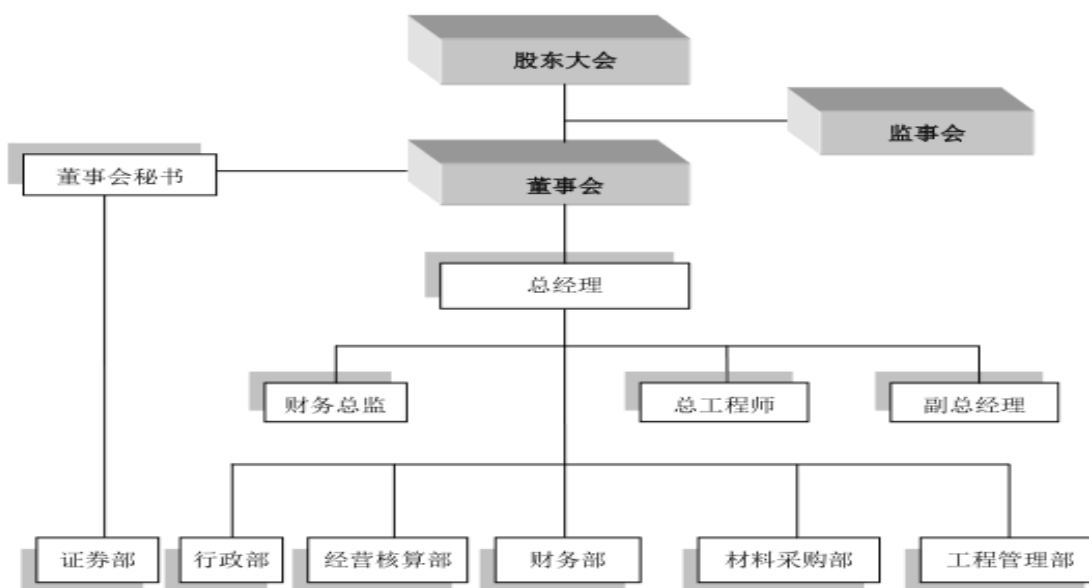 股东大会
监事会
董事会秘书
董事会
总经理
财务总监
总工程师
副总经理
证券部
行政部
经营核算部
财务部
材料采购部
工程管理部